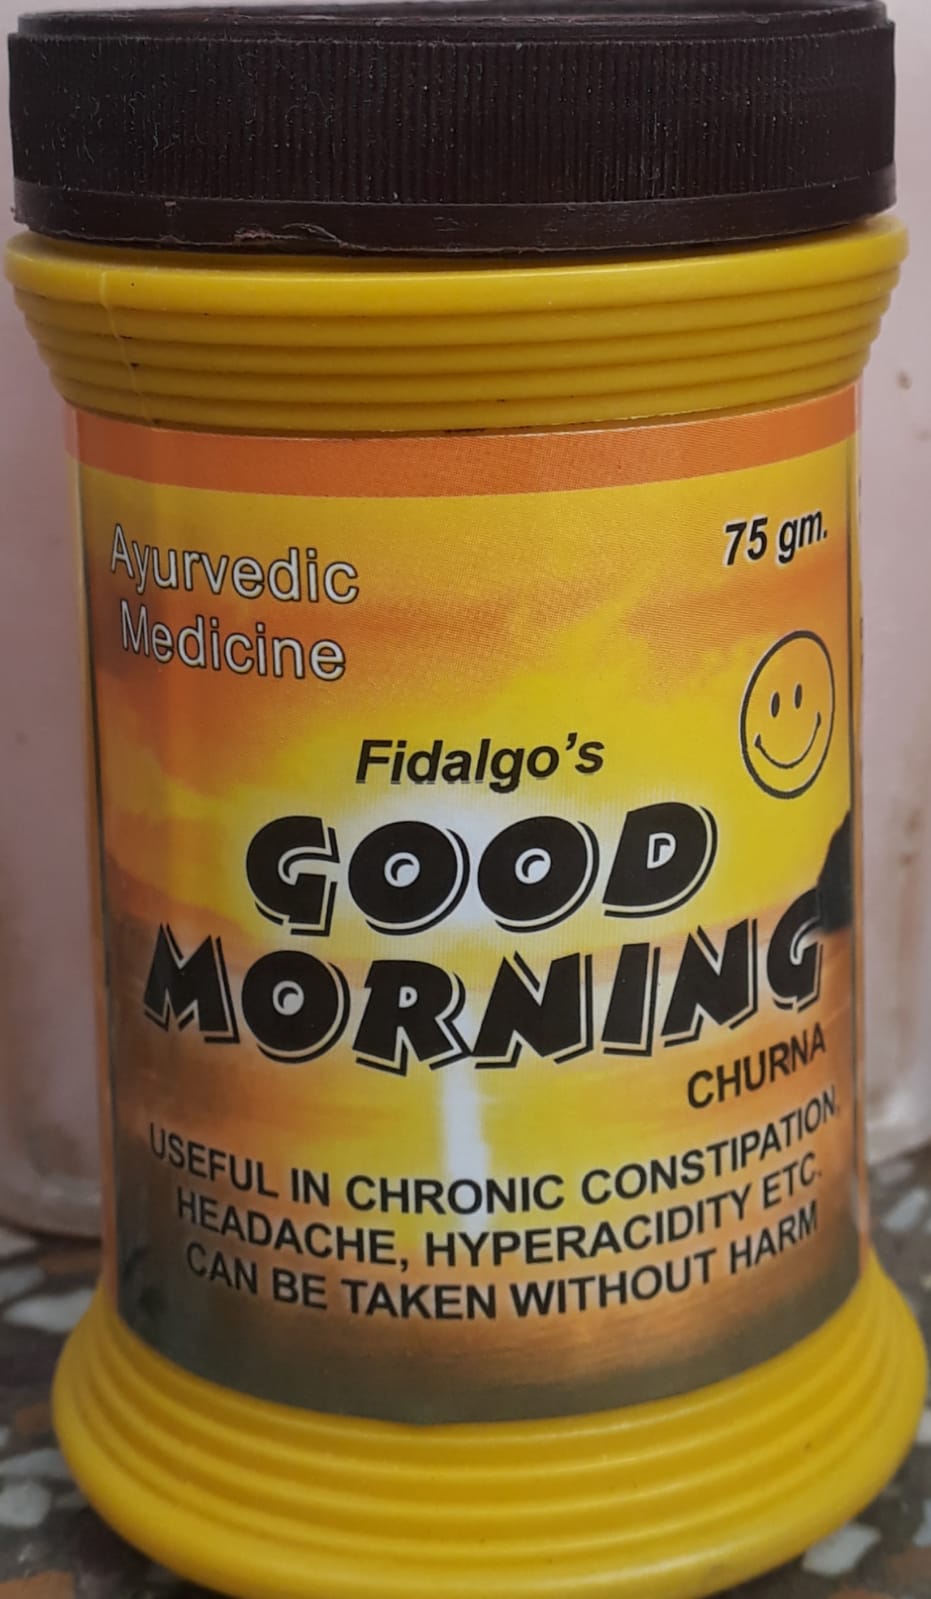 Ayurvedic
Medicine
75 gm.
Fidalgo's
GOOD
MORNING
CHURNA
USEFUL IN CHRONIC CONSTIPATION,
HEADACHE, HYPERACIDITY ETC.
CAN BE TAKEN WITHOUT HARM